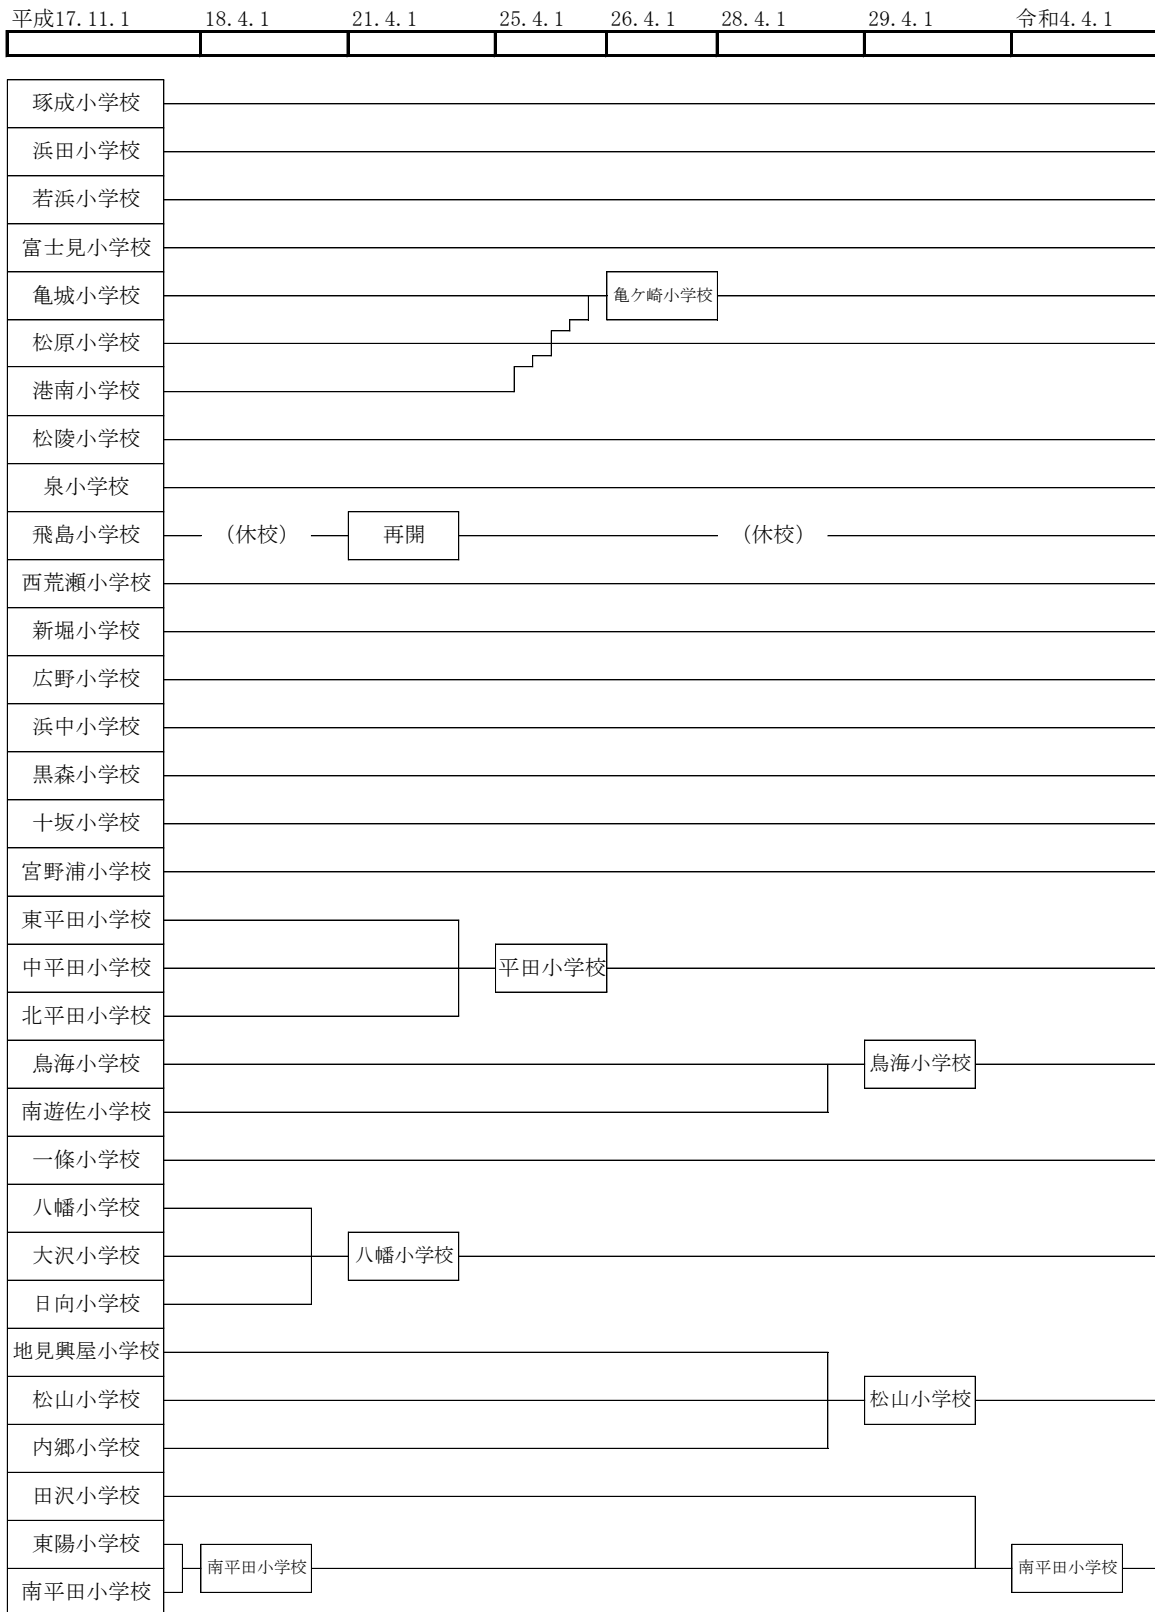 平成17.11.1 18.4.1 21.4.1 25.4.1 26.4.1 28.4.1 29.4.1 令和4.4.1
琢成小学校
浜田小学校
若浜小学校
富士見小学校
亀城小学校 亀ケ崎小学校
松原小学校
港南小学校
松陵小学校
泉小学校
飛島小学校 (休校) 再開 (休校)
西荒瀬小学校
新堀小学校
広野小学校
浜中小学校
黒森小学校
十坂小学校
宮野浦小学校
東平田小学校
中平田小学校 平田小学校
北平田小学校
鳥海小学校 鳥海小学校
南遊佐小学校
一條小学校
八幡小学校
大沢小学校 八幡小学校
日向小学校
地見興屋小学校
松山小学校 松山小学校
内郷小学校
田沢小学校
東陽小学校
南平田小学校 南平田小学校
南平田小学校